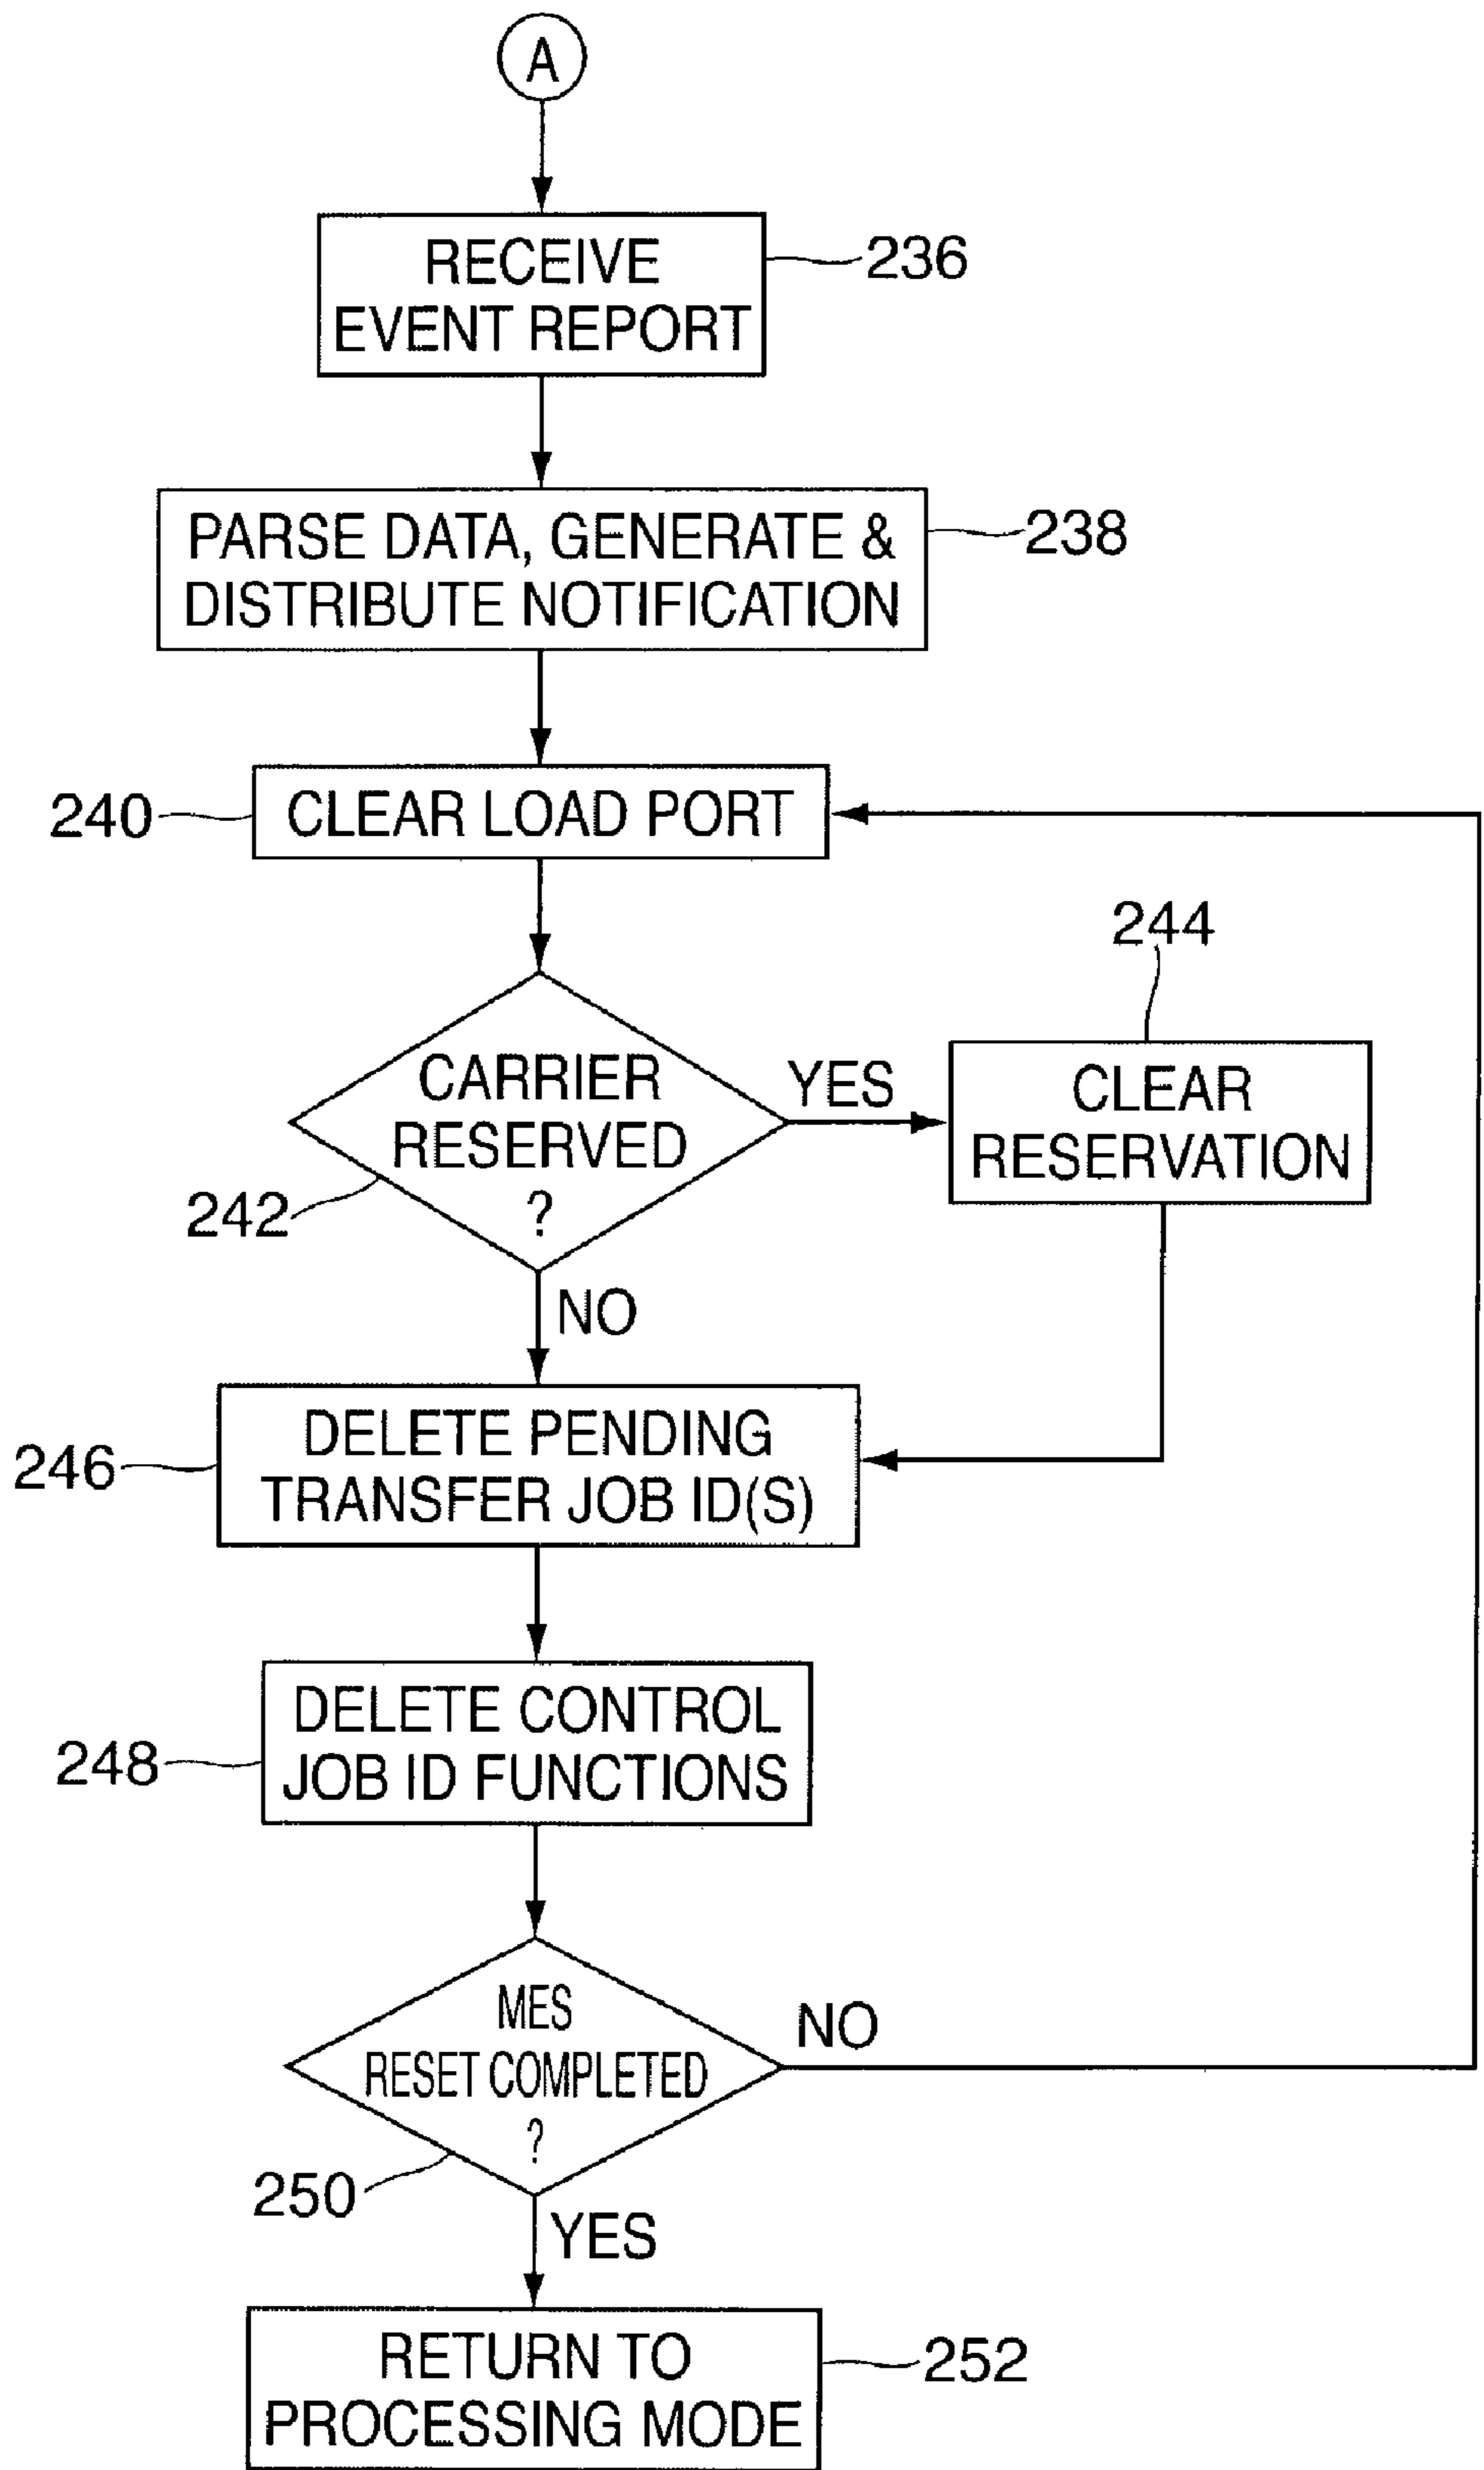 A
RECEIVE
EVENT REPORT
236
PARSE DATA, GENERATE &
DISTRIBUTE NOTIFICATION
238
240
CLEAR LOAD PORT
244
CARRIER
RESERVED
?
242
YES
CLEAR
RESERVATION
NO
246
DELETE PENDING
TRANSFER JOB ID(S)
248
DELETE CONTROL
JOB ID FUNCTIONS
MES
RESET COMPLETED
?
NO
250
YES
RETURN TO
PROCESSING MODE
252